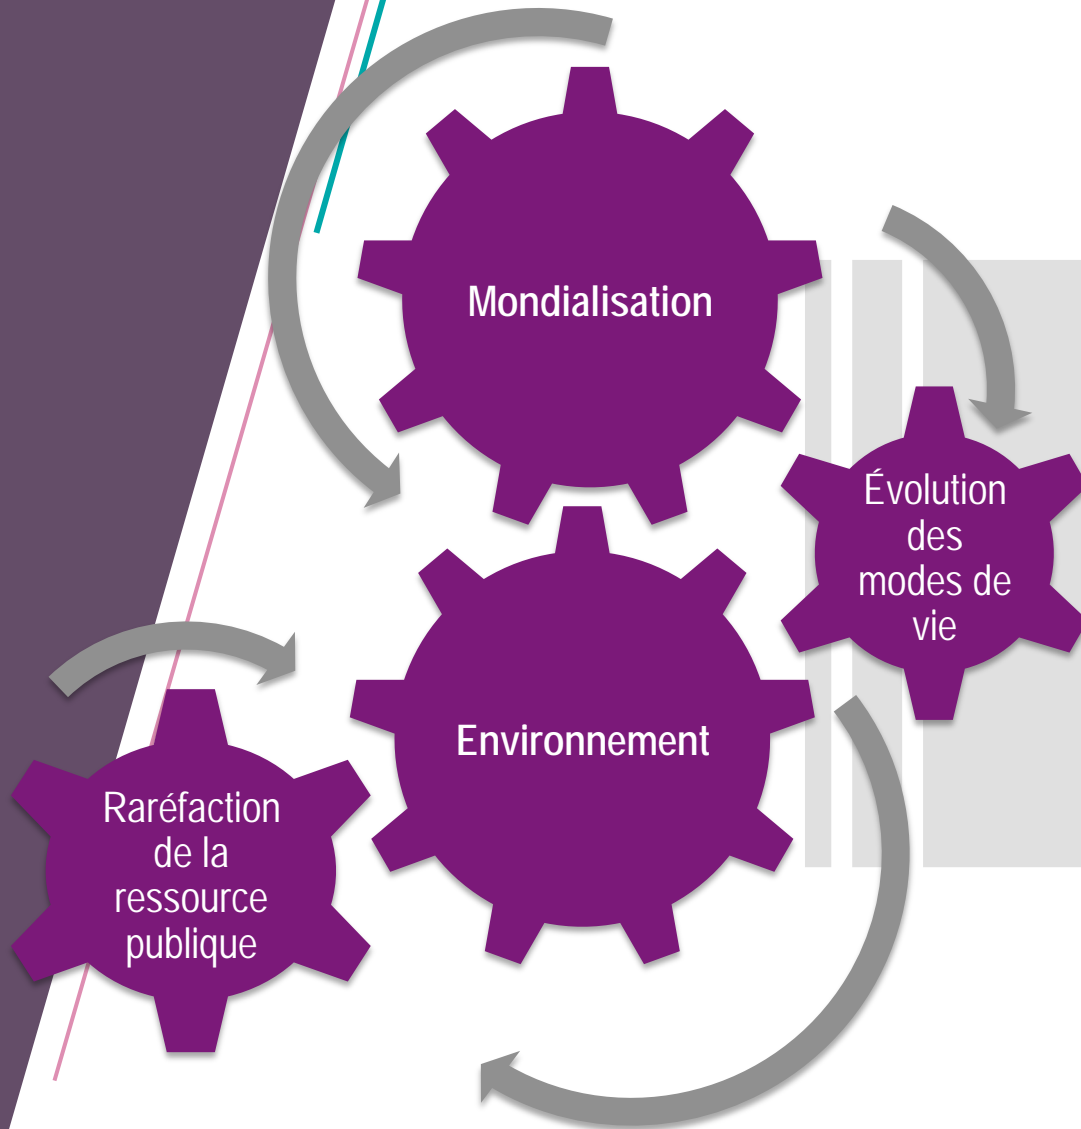 Mondialisation
Évolution
des
modes de
vie
Environnement
Raréfaction
de la
ressource
publique